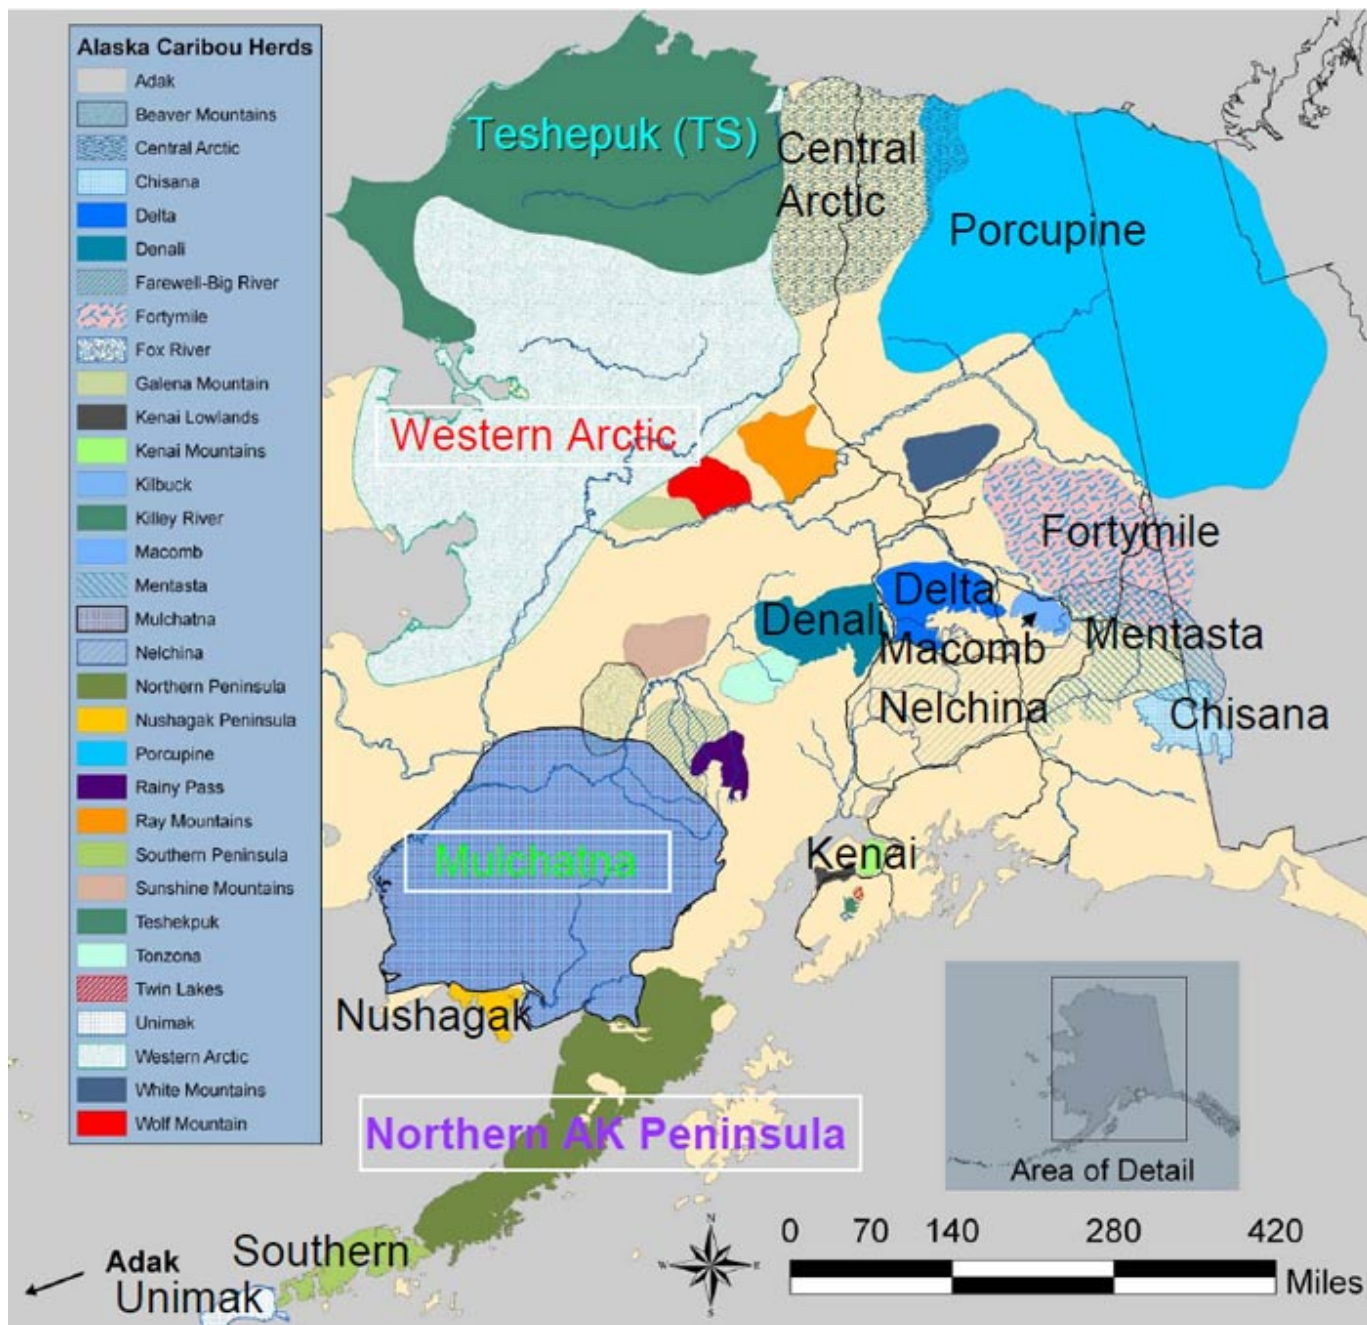 Alaska Caribou Herds
Adak
Beaver Mountains
Central Arctic
Chisana
Delta
Denali
Farewell-Big River
Fortymile
Fox River
Galena Mountain
Kenai Lowlands
Kenai Mountains
Kilbuck
Killey River
Macomb
Mentasta
Mulchatna
Nelchina
Northern Peninsula
Nushagak Peninsula
Porcupine
Rainy Pass
Ray Mountains
Southern Peninsula
Sunshine Mountains
Teshekpuk
Tonzona
Twin Lakes
Unimak
Western Arctic
White Mountains
Wolf Mountain
Teshepuk (TS)
Central
Arctic
Porcupine
Western Arctic
Fortymile
Delta
Denali
Macomb
Mentasta
Nelchina
Chisana
Mulchatna
Kenai
Nushagak
Northern AK Peninsula
Southern
Adak
Unimak
Area of Detail
N
W
E
S
0 70 140 280 420
Miles